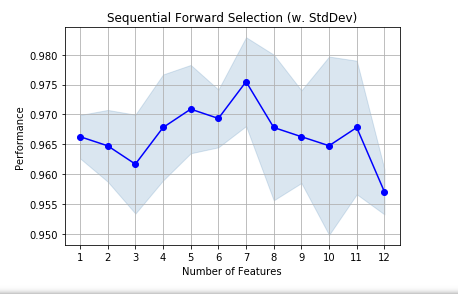 Sequential Forward Selection (w. StdDev)
0.980
0.975
0.970
0.965
0.960
0.955
0.950
Performance
1 2 3 4 5 6 7 8 9 10 11 12
Number of Features